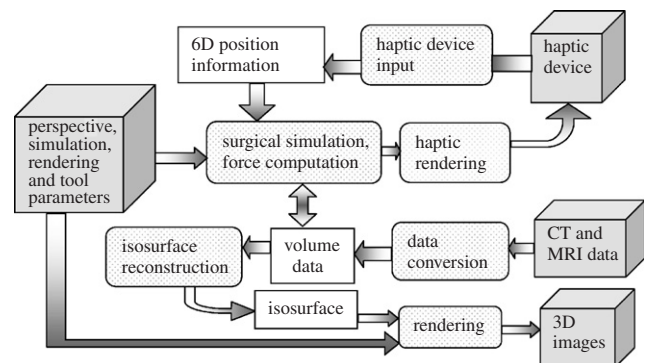 6D position
information
haptic device
input
haptic
device
perspective,
simulation,
rendering
and tool
parameters
surgical simulation,
force computation
haptic
rendering
isosurface
reconstruction
volume
data
data
conversion
CT and
MRI data
isosurface
rendering
3D
images